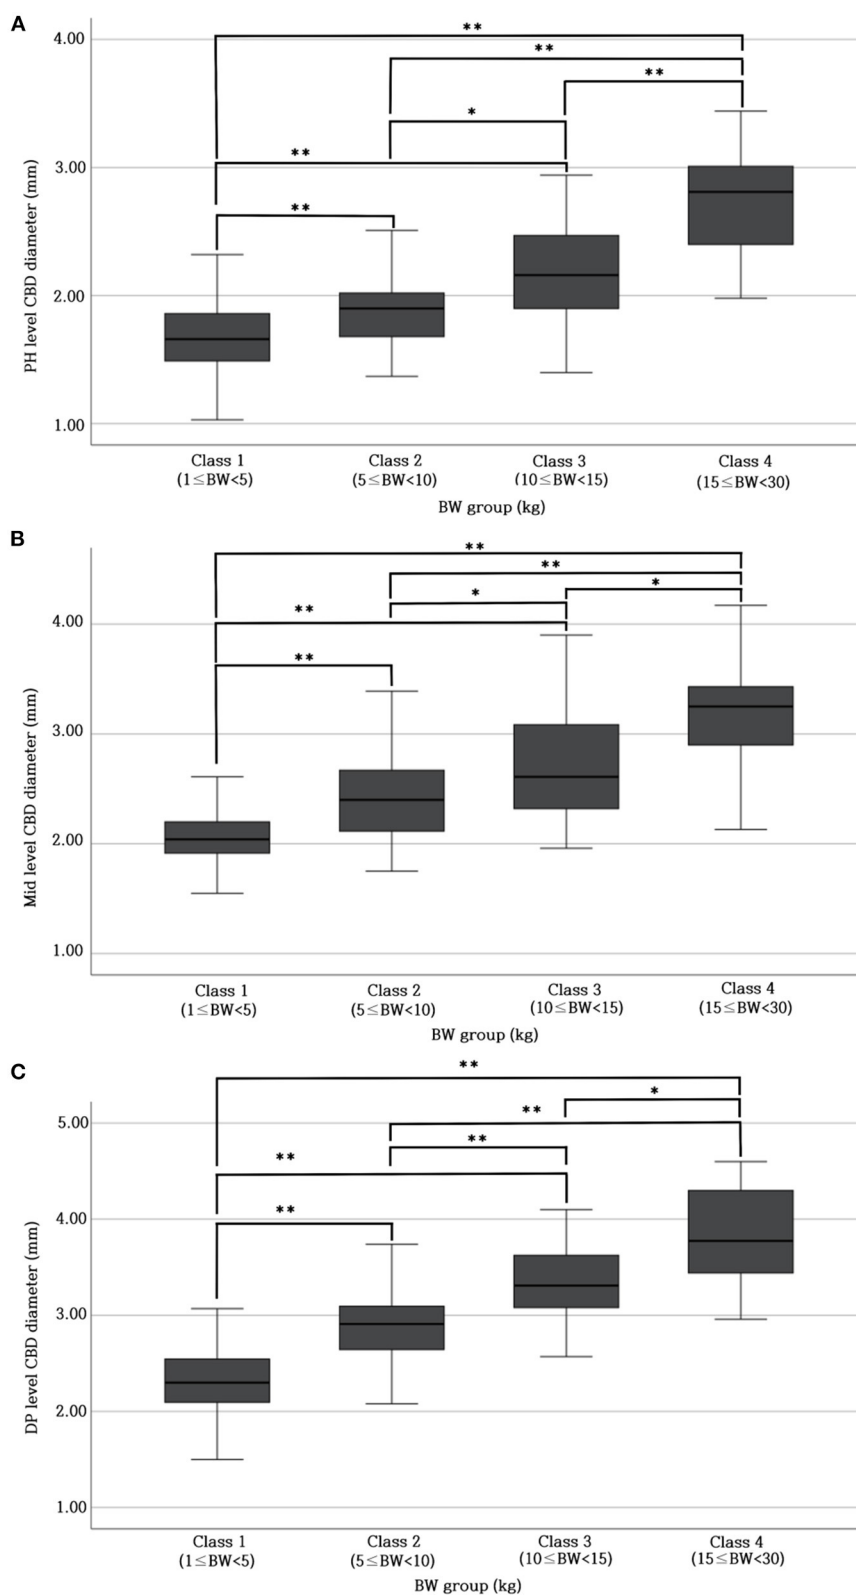 A
**
4.00
**
**
*
**
3.00
**
2.00
1.00
PH level CBD diameter (mm)
Class 1 Class 2 Class 3 Class 4
(1≤BW<5) (5≤BW<10) (10≤BW<15) (15≤BW<30)
BW group (kg)
B
**
**
*
*
**
4.00
**
3.00
2.00
1.00
Mid level CBD diameter (mm)
Class 1 Class 2 Class 3 Class 4
(1≤BW<5) (5≤BW<10) (10≤BW<15) (15≤BW<30)
BW group (kg)
C
**
*
**
5.00
**
**
**
4.00
3.00
2.00
1.00
DP level CBD diameter (mm)
Class 1 Class 2 Class 3 Class 4
(1≤BW<5) (5≤BW<10) (10≤BW<15) (15≤BW<30)
BW group (kg)